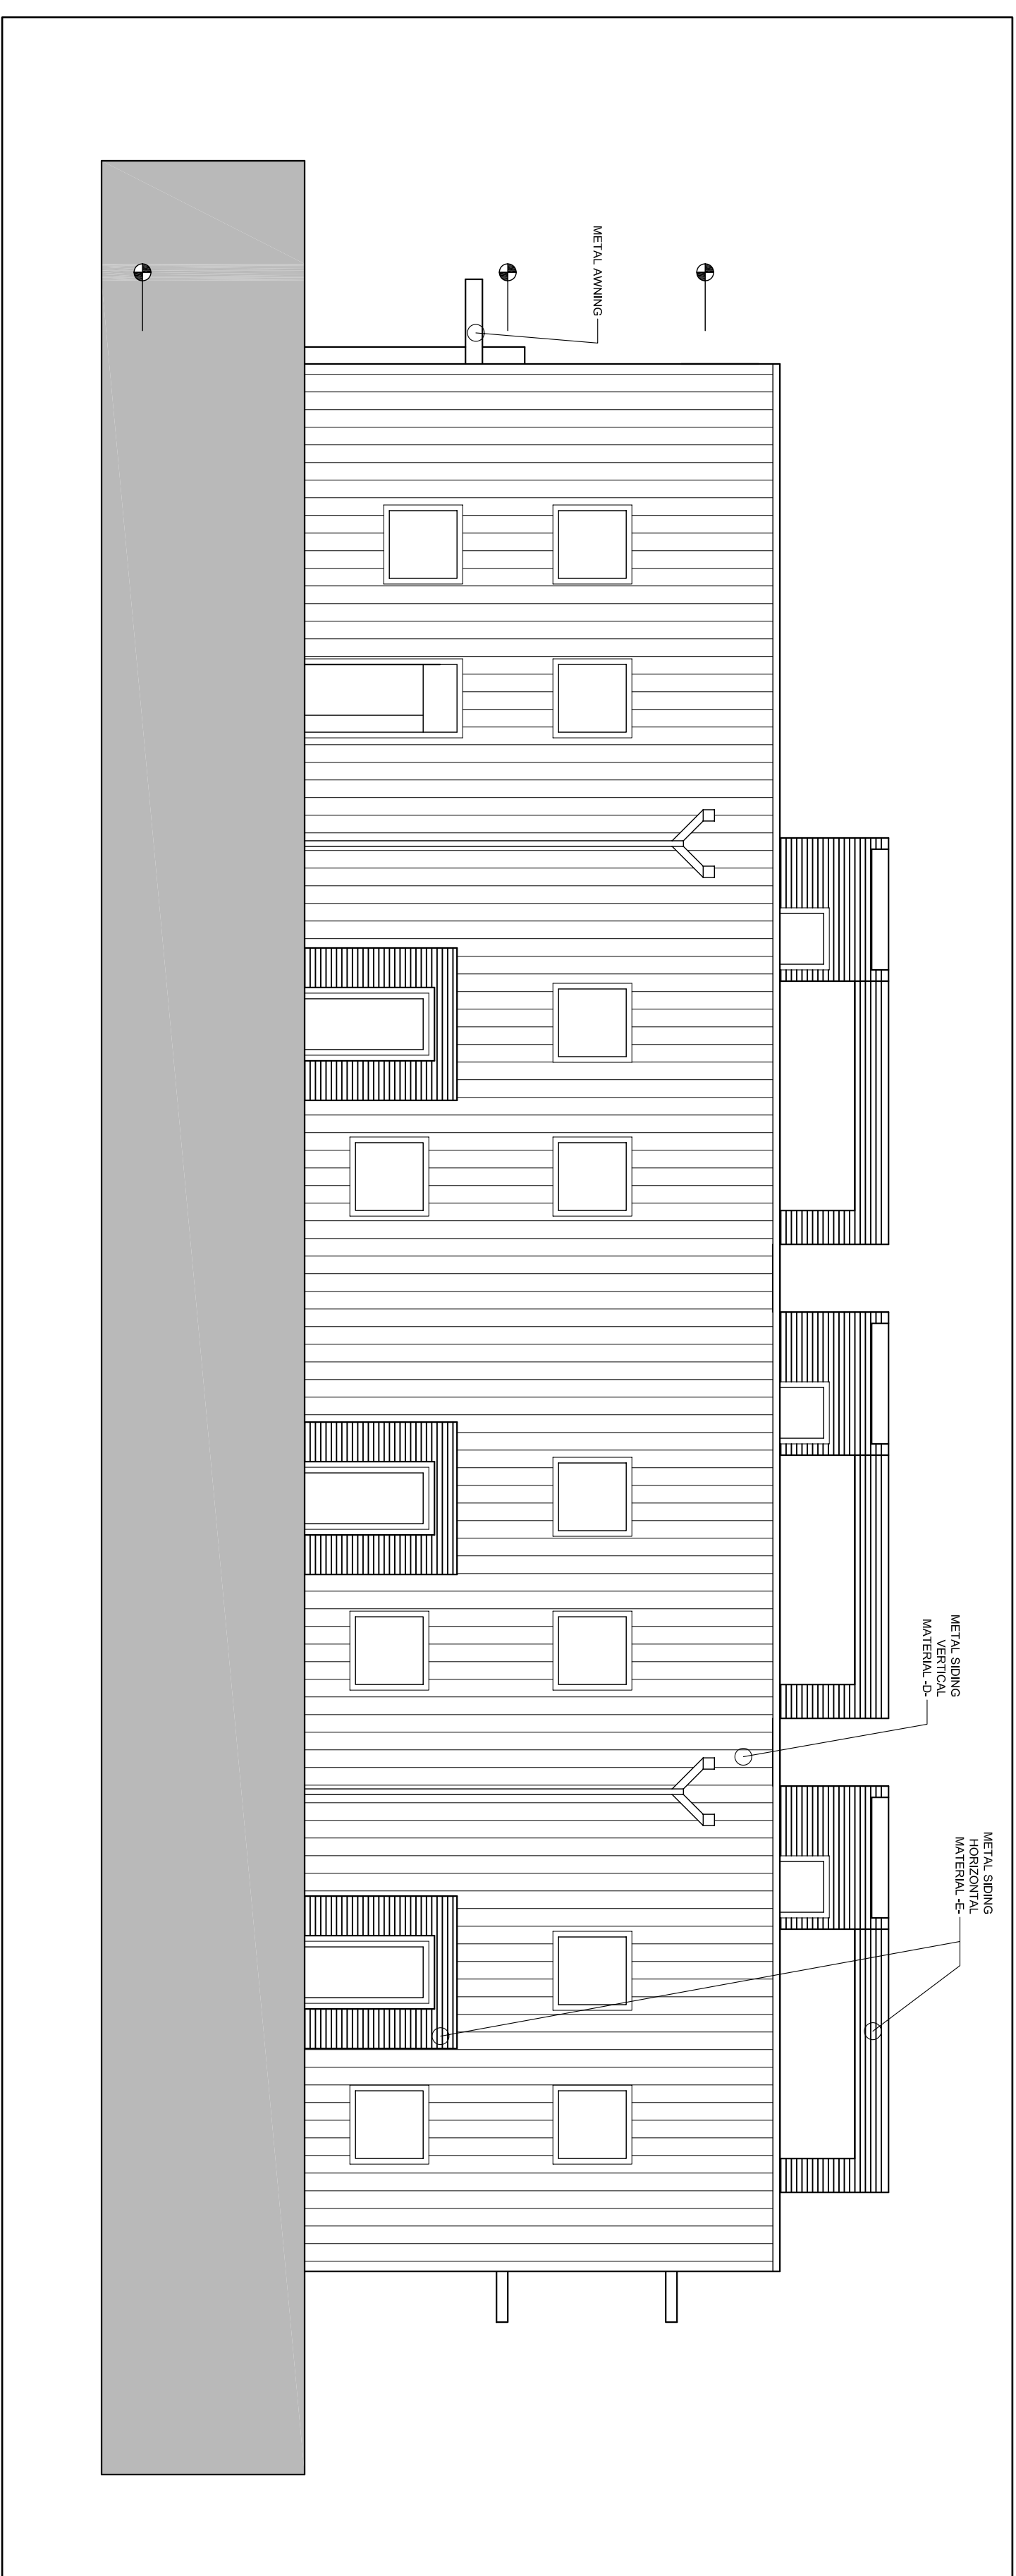 METAL AWNING
METAL SIDING
VERTICAL
MATERIAL -D-
METAL SIDING
HORIZONTAL
MATERIAL -E-